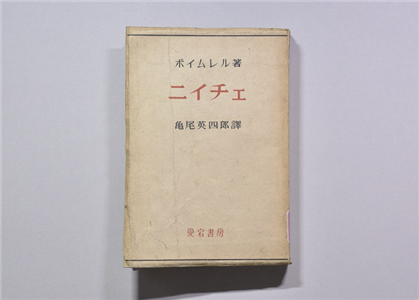 ボイムレル著
ニイチェ
亀尾英四郎譯
愛宕書房